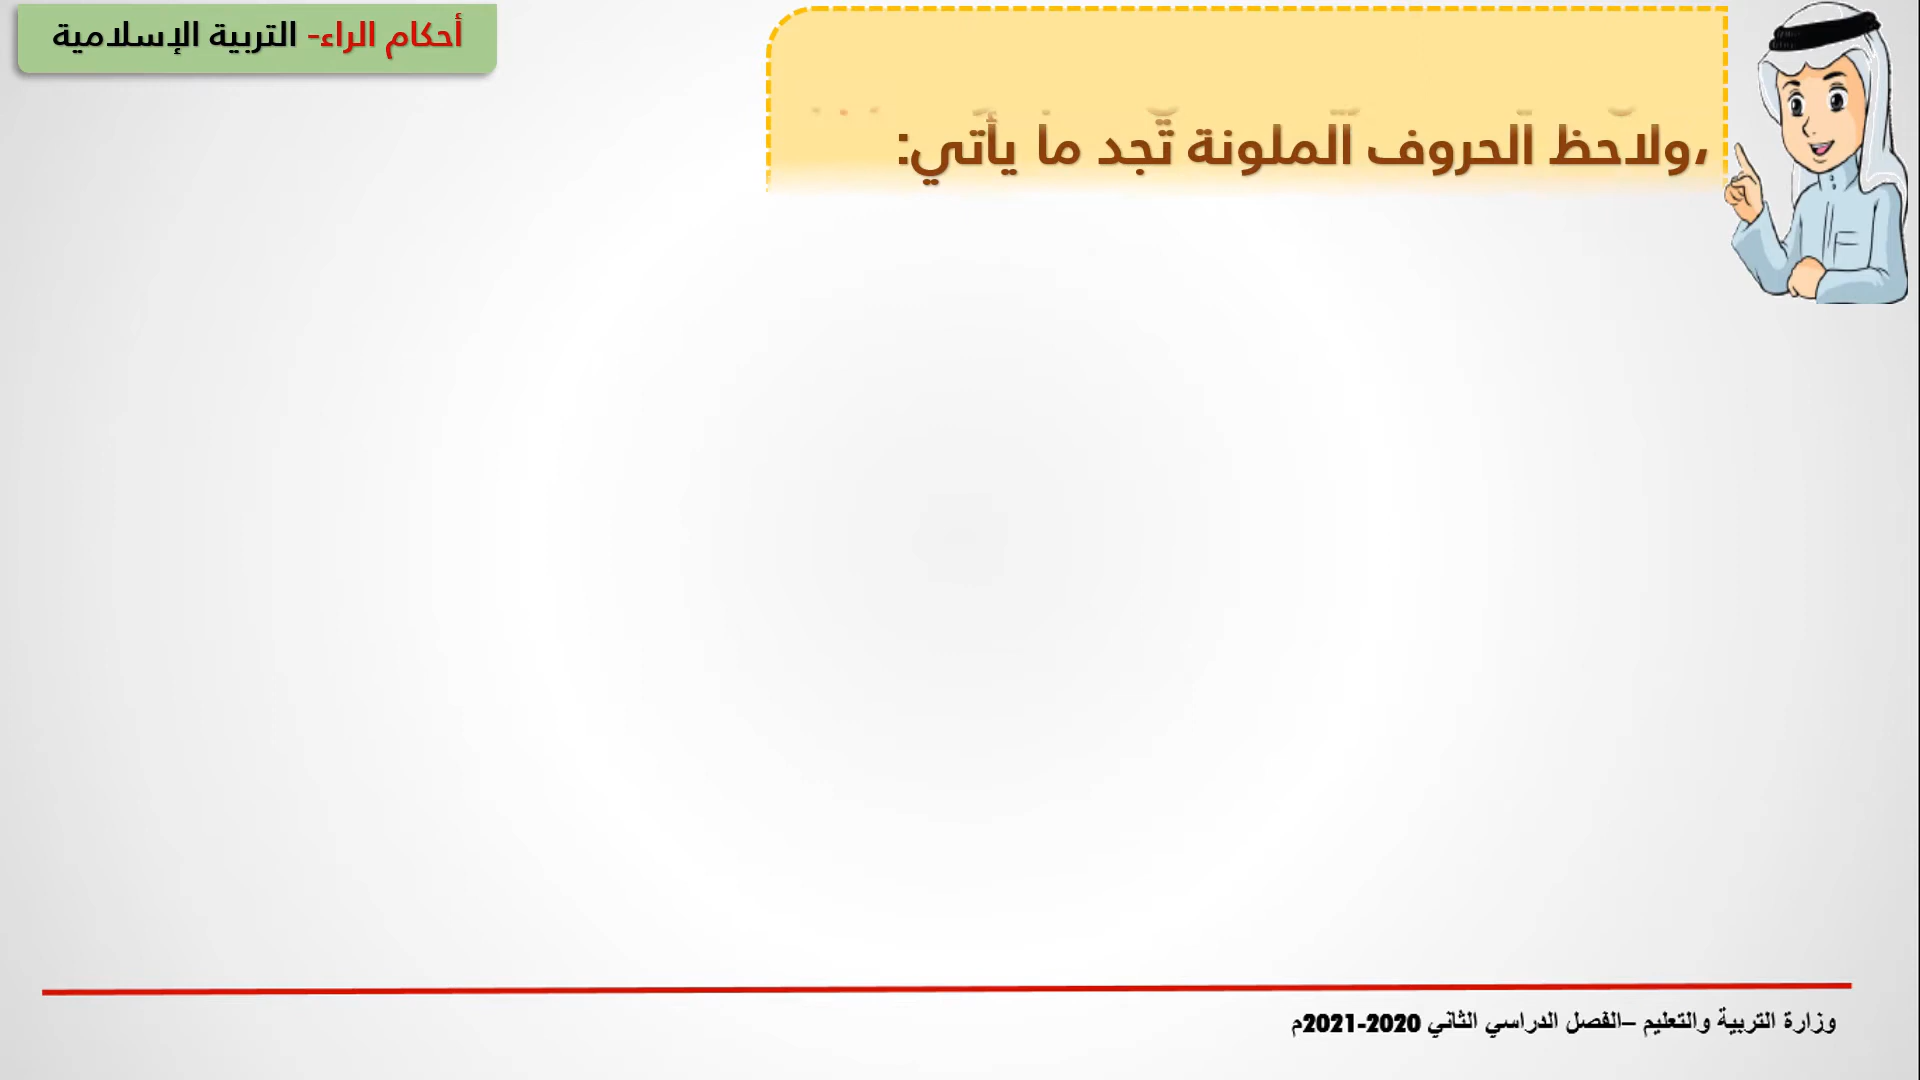 أحكام الراء- التربية الإسلامية
،ولاحظ الحروف الملونة تجد ما يأتي:
وزارة التربية والتعليم –الفصل الدراسي الثاني 2020-2021م